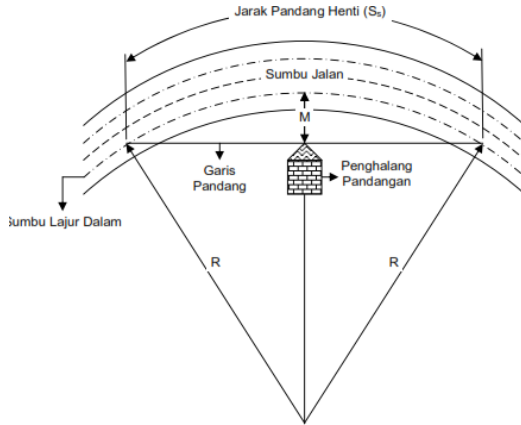 Jarak Pandang Henti (Sₛ)
Sumbu Jalan
M
Garis
Pandang
Penghalang
Pandangan
Sumbu Lajur Dalam
R
R